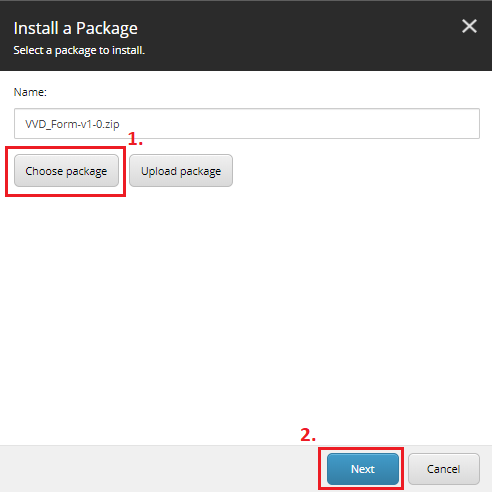 Install a Package
Select a package to install.
Name:
VVD_Form-v1-0.zip
1.
Choose package
Upload package
2.
Next
Cancel